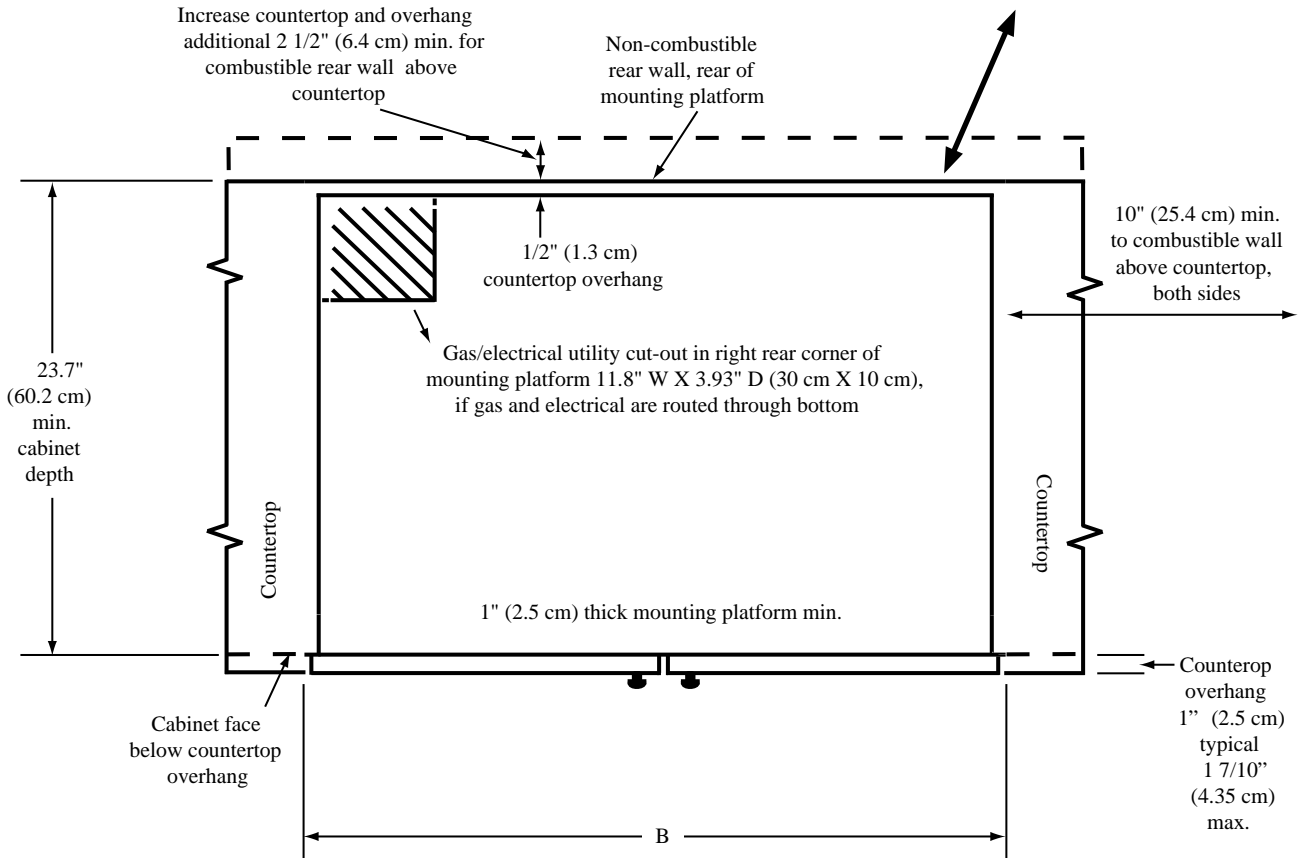 Increase countertop and overhang
additional 2 1/2" (6.4 cm) min. for
combustible rear wall above
countertop
Non-combustible
rear wall, rear of
mounting platform
10" (25.4 cm) min.
to combustible wall
above countertop,
both sides
1/2" (1.3 cm)
countertop overhang
Gas/electrical utility cut-out in right rear corner of
mounting platform 11.8" W X 3.93" D (30 cm X 10 cm),
if gas and electrical are routed through bottom
23.7"
(60.2 cm)
min.
cabinet
depth
Countertop
Countertop
1" (2.5 cm) thick mounting platform min.
Cabinet face
below countertop
overhang
Counterop
overhang
1” (2.5 cm)
typical
1 7/10”
(4.35 cm)
max.
B